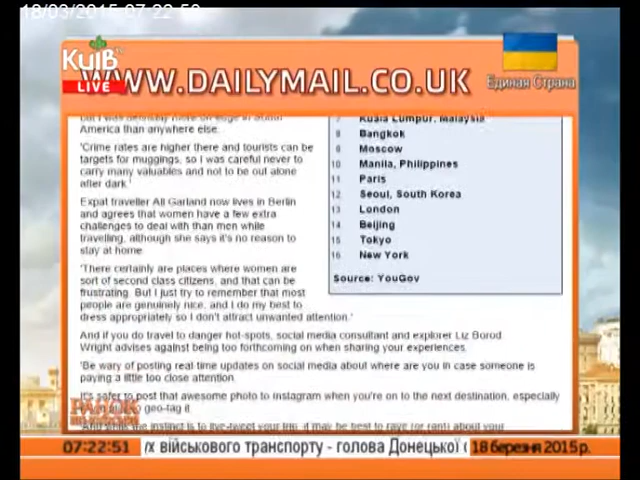 18/03/2015 07:22:50
КиїВ
LIVE
WWW.DAILYMAIL.CO.UK
Единая Страна
America than anywhere else.
'Crime rates are higher there and tourists can be
targets for muggings, so I was careful never to
carry many valuables and not to be out alone
after dark.'
Expat traveller Ali Garland now lives in Berlin
and agrees that women have a few extra
challenges to deal with than men while
travelling, although she says it's no reason to
stay at home.
'There certainly are places where women are
sort of second class citizens, and that can be
frustrating. But I just try to remember that most
people are genuinely nice, and I do my best to
dress appropriately so I don't attract unwanted attention.'
7 Kuala Lumpur, Malaysia
8 Bangkok
9 Moscow
10 Manila, Philippines
11 Paris
12 Seoul, South Korea
13 London
14 Beijing
15 Tokyo
16 New York
Source: YouGov
And if you do travel to danger hot-spots, social media consultant and explorer Liz Borod
Wright advises against being too forthcoming on when sharing your experiences.
'Be wary of posting real time updates on social media about where are you in case someone is
paying a little too close attention.
It's safer to post that awesome photo to Instagram when you're on to the next destination, especially
geo-tag it.
РАНОК
07:22:51
х військового транспорту - голова Донецької
18 березня 2015р.